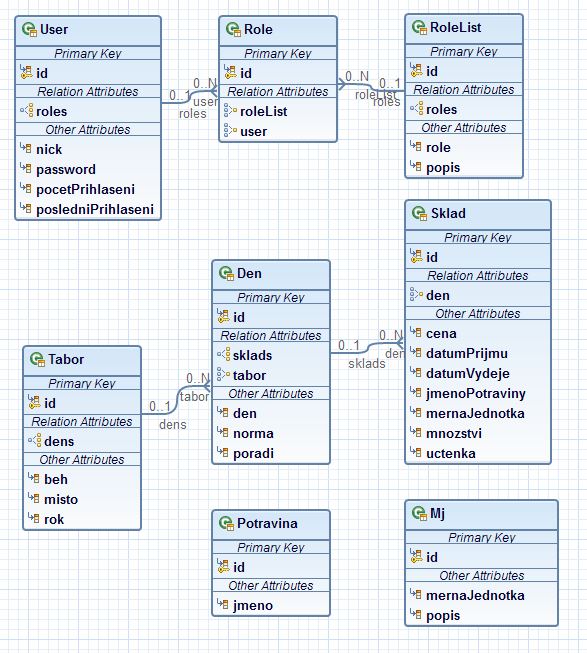 User
Primary Key
id
Relation Attributes
roles
Other Attributes
nick
password
pocetPrihlaseni
posledniPrihlaseni
0..1
roles
0..N
user
Role
Primary Key
id
Relation Attributes
roleList
user
0..N
roleList
0..1
roles
RoleList
Primary Key
id
Relation Attributes
roles
Other Attributes
role
popis
Sklad
Primary Key
id
Relation Attributes
den
Other Attributes
cena
datumPrijmu
datumVydeje
jmenoPotraviny
mernaJednotka
mnozstvi
uctenka
Den
Primary Key
id
Relation Attributes
sklads
tabor
Other Attributes
den
norma
poradi
0..1
sklads
0..N
den
Tabor
Primary Key
id
Relation Attributes
dens
Other Attributes
beh
misto
rok
0..1
dens
0..N
tabor
Potravina
Primary Key
id
Other Attributes
jmeno
Mj
Primary Key
id
Other Attributes
mernaJednotka
popis